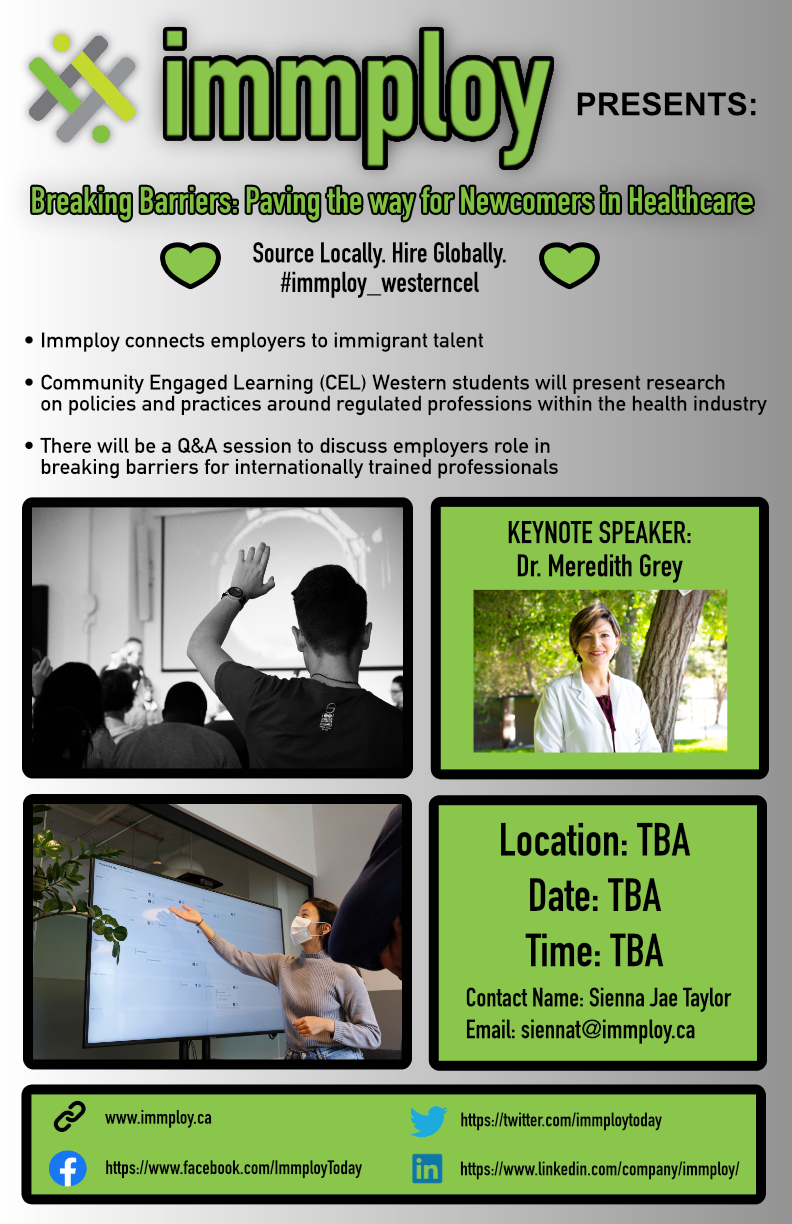 immploy
PRESENTS:
Breaking Barriers: Paving the way for Newcomers in Healthcare
Source Locally. Hire Globally.
#immploy_westerncel
• Immploy connects employers to immigrant talent
• Community Engaged Learning (CEL) Western students will present research
on policies and practices around regulated professions within the health industry
• There will be a Q&A session to discuss employers role in
breaking barriers for internationally trained professionals
KEYNOTE SPEAKER:
Dr. Meredith Grey
Location: TBA
Date: TBA
Time: TBA
Contact Name: Sienna Jae Taylor
Email: siennat@immploy.ca
www.immploy.ca
https://twitter.com/immploytoday
https://www.facebook.com/ImmployToday
https://www.linkedin.com/company/immploy/